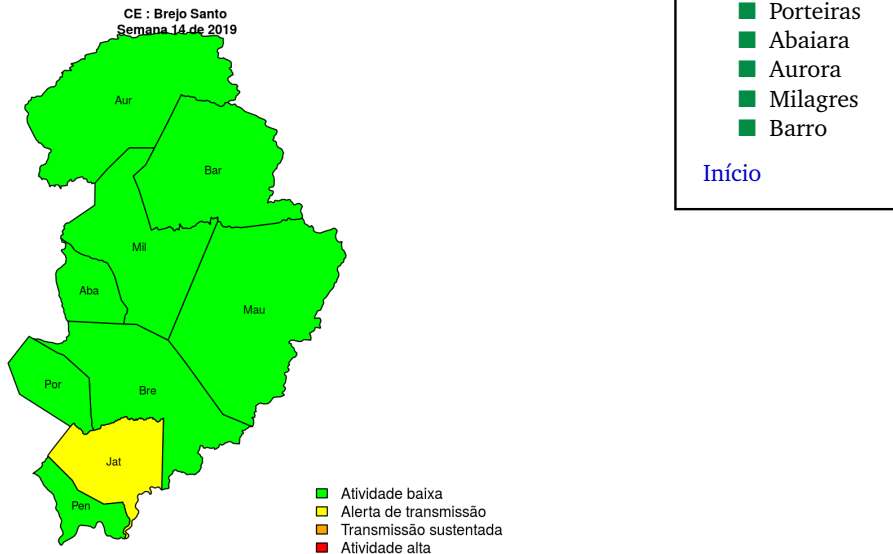 CE : Brejo Santo
Semana 14 de 2019
Aur
Bar
Mil
Aba
Mau
Por
Bre
Jat
Pen
Atividade baixa
Alerta de transmissão
Transmissão sustentada
Atividade alta
Porteiras
Abaiara
Aurora
Milagres
Barro
Início